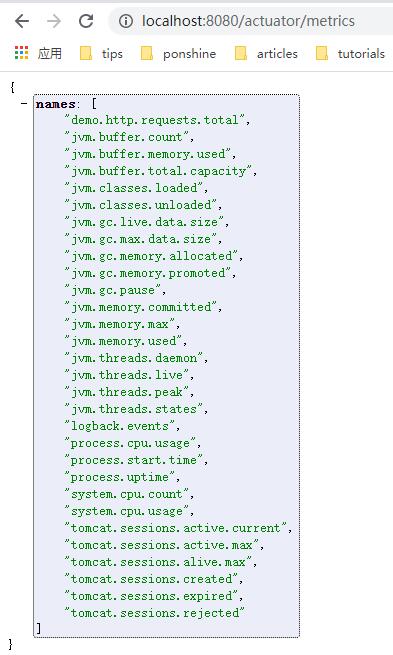 localhost:8080/actuator/metrics
应用 tips ponshine articles tutorials
{
− names: [
"demo.http.requests.total",
"jvm.buffer.count",
"jvm.buffer.memory.used",
"jvm.buffer.total.capacity",
"jvm.classes.loaded",
"jvm.classes.unloaded",
"jvm.gc.live.data.size",
"jvm.gc.max.data.size",
"jvm.gc.memory.allocated",
"jvm.gc.memory.promoted",
"jvm.gc.pause",
"jvm.memory.committed",
"jvm.memory.max",
"jvm.memory.used",
"jvm.threads.daemon",
"jvm.threads.live",
"jvm.threads.peak",
"jvm.threads.states",
"logback.events",
"process.cpu.usage",
"process.start.time",
"process.uptime",
"system.cpu.count",
"system.cpu.usage",
"tomcat.sessions.active.current",
"tomcat.sessions.active.max",
"tomcat.sessions.alive.max",
"tomcat.sessions.created",
"tomcat.sessions.expired",
"tomcat.sessions.rejected"
]
}